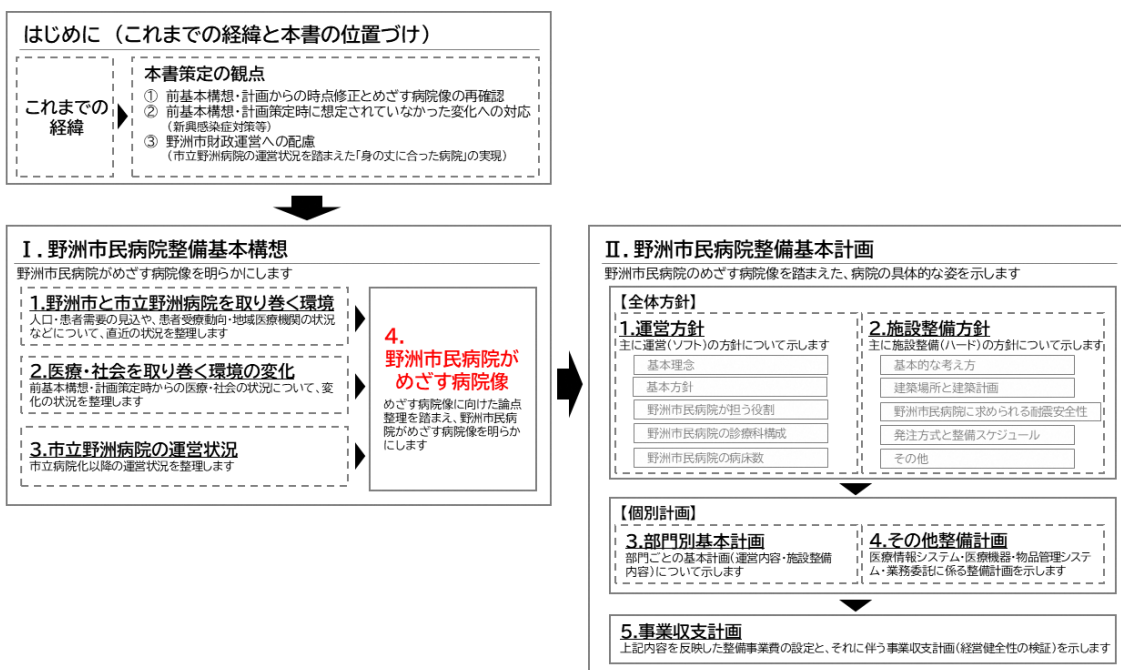 はじめに（これまでの経緯と本書の位置づけ）
これまでの
経緯
本書策定の観点
① 前基本構想・計画からの時点修正とめざす病院像の再確認
② 前基本構想・計画策定時に想定されていなかった変化への対応
（新興感染症対策等）
③ 野洲市財政運営への配慮
（市立野洲病院の運営状況を踏まえた「身の丈に合った病院」の実現）
Ⅰ．野洲市民病院整備基本構想
野洲市民病院がめざす病院像を明らかにします
1.野洲市と市立野洲病院を取り巻く環境
人口・患者需要の見込や、患者受療動向・地域医療機関の状況
などについて、直近の状況を整理します
2.医療・社会を取り巻く環境の変化
前基本構想・計画策定時からの医療・社会の状況について、変
化の状況を整理します
3.市立野洲病院の運営状況
市立病院化以降の運営状況を整理します
4.
野洲市民病院が
めざす病院像
めざす病院像に向けた論点
整理を踏まえ、野洲市民病
院がめざす病院像を明らか
にします
Ⅱ．野洲市民病院整備基本計画
野洲市民病院のめざす病院像を踏まえた、病院の具体的な姿を示します
【全体方針】
1.運営方針
主に運営(ソフト)の方針について示します
基本理念
基本方針
野洲市民病院が担う役割
野洲市民病院の診療科構成
野洲市民病院の病床数
2.施設整備方針
主に施設整備(ハード)の方針について示します
基本的な考え方
建築場所と建築計画
野洲市民病院に求められる耐震安全性
発注方式と整備スケジュール
その他
【個別計画】
3.部門別基本計画
部門ごとの基本計画(運営内容・施設整備
内容)について示します
4.その他整備計画
医療情報システム・医療機器・物品管理システ
ム・業務委託に係る整備計画を示します
5.事業収支計画
上記内容を反映した整備事業費の設定と、それに伴う事業収支計画(経営健全性の検証)を示します